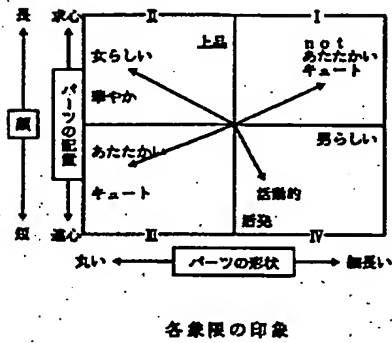 長
求心
II
I
上品
女らしい
not
あたたかい
キュート
華やか
顔
パーツの配置
男らしい
あたたかい
キュート
活動的
活発
短
遠心
III
IV
丸い
パーツの形状
細長い
各象限の印象